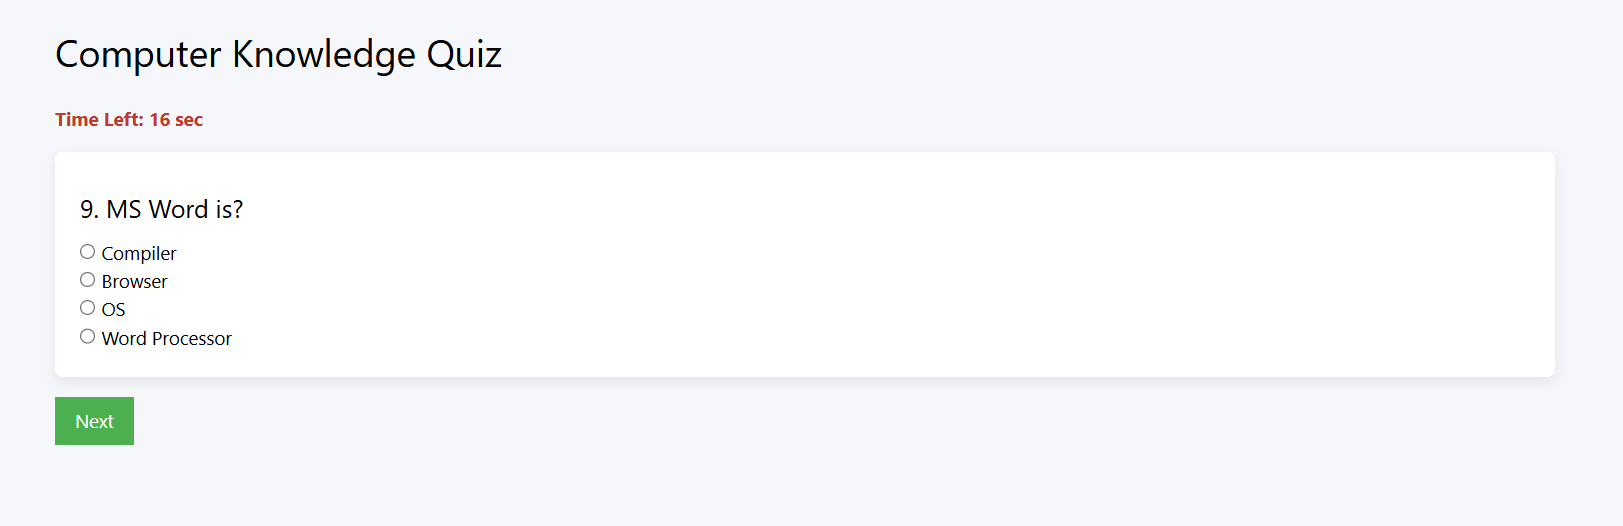 Computer Knowledge Quiz
Time Left: 16 sec
9. MS Word is?
Compiler
Browser
OS
Word Processor
Next